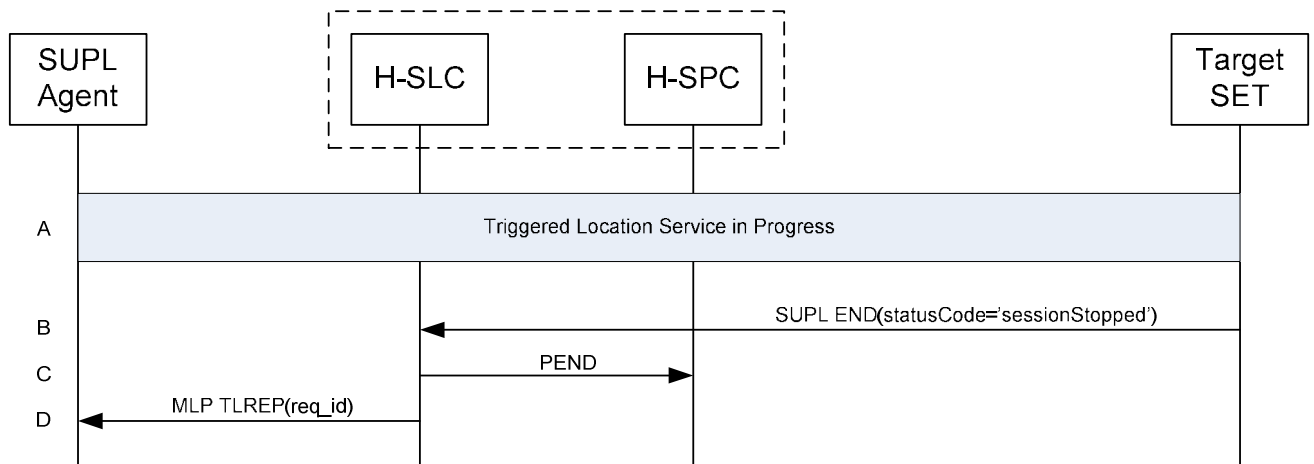 SUPL
Agent
H-SLC
H-SPC
Target
SET
A
Triggered Location Service in Progress
B
SUPL END(statusCode='sessionStopped')
C
PEND
D
MLP TLREP(req_id)